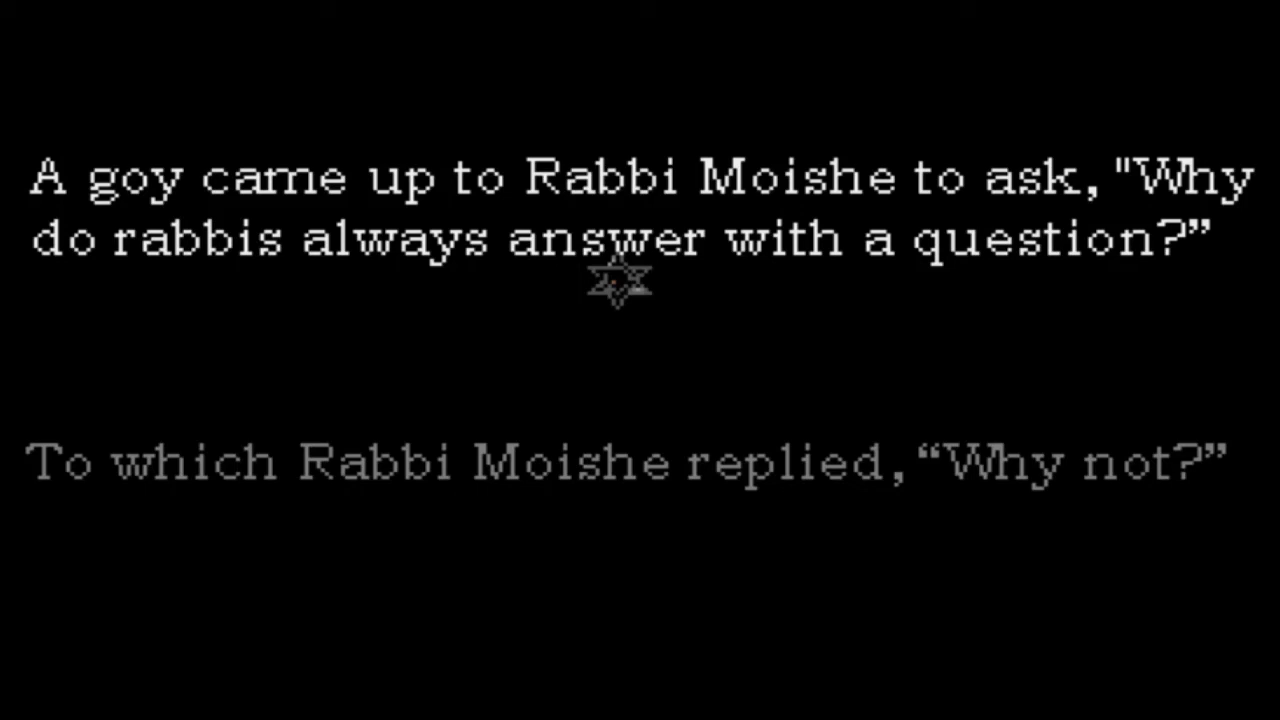 A goy came up to Rabbi Moishe to ask, "Why
do rabbis always answer with a question?”
To which Rabbi Moishe replied, “Why not?”